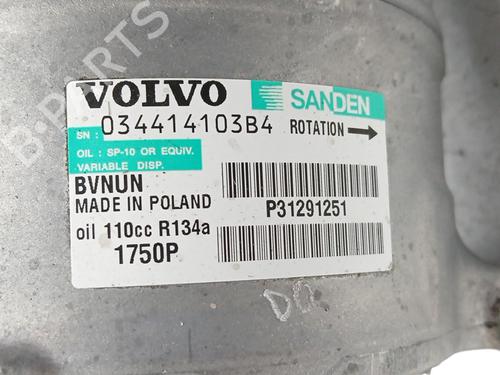 B-PARTS
VOLVO SANDEN
SN : 034414103B4 ROTATION
OIL : SP-10 OR EQUIV.
VARIABLE DISP.
BVNUN
MADE IN POLAND P31291251
oil 110cc R134a
1750P